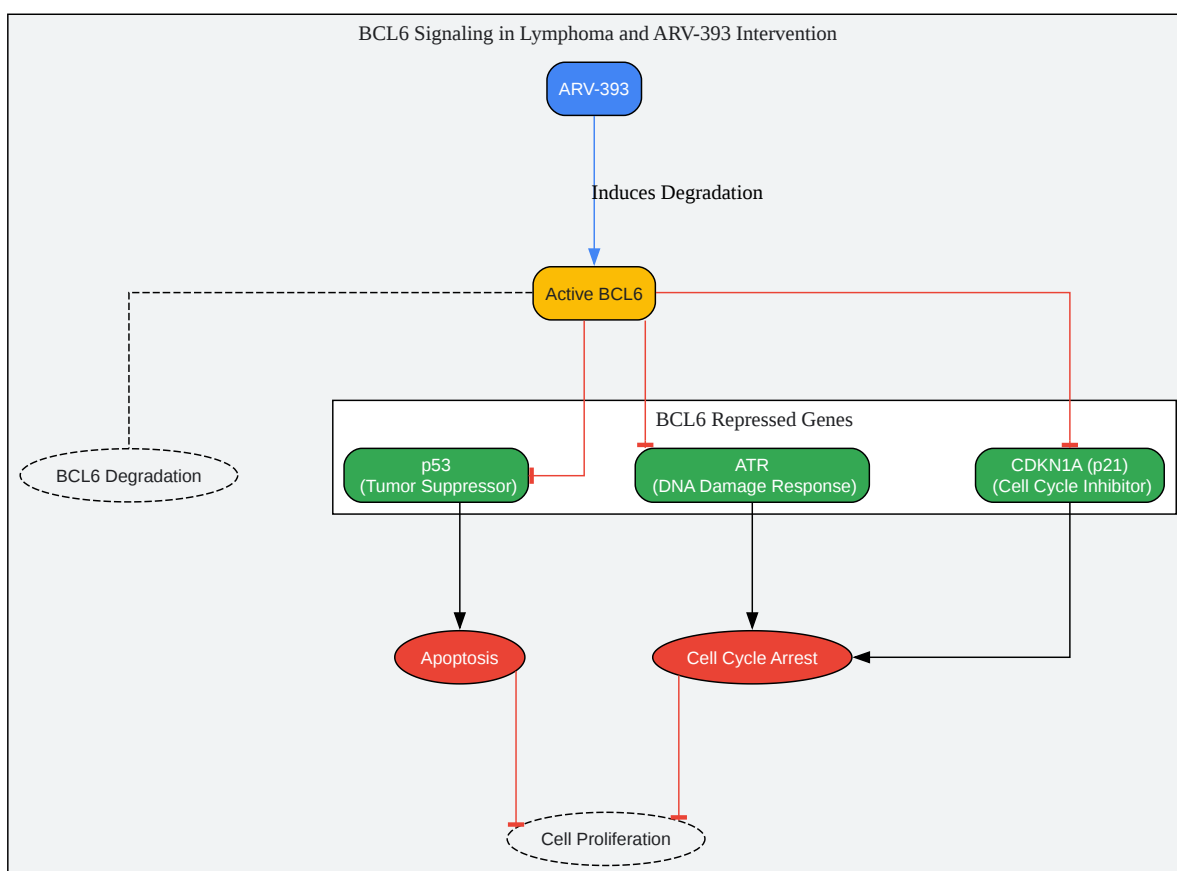 BCL6 Signaling in Lymphoma and ARV-393 Intervention
ARV-393
Induces Degradation
Active BCL6
BCL6 Repressed Genes
BCL6 Degradation
p53
(Tumor Suppressor)
ATR
(DNA Damage Response)
CDKN1A (p21)
(Cell Cycle Inhibitor)
Apoptosis
Cell Cycle Arrest
Cell Proliferation